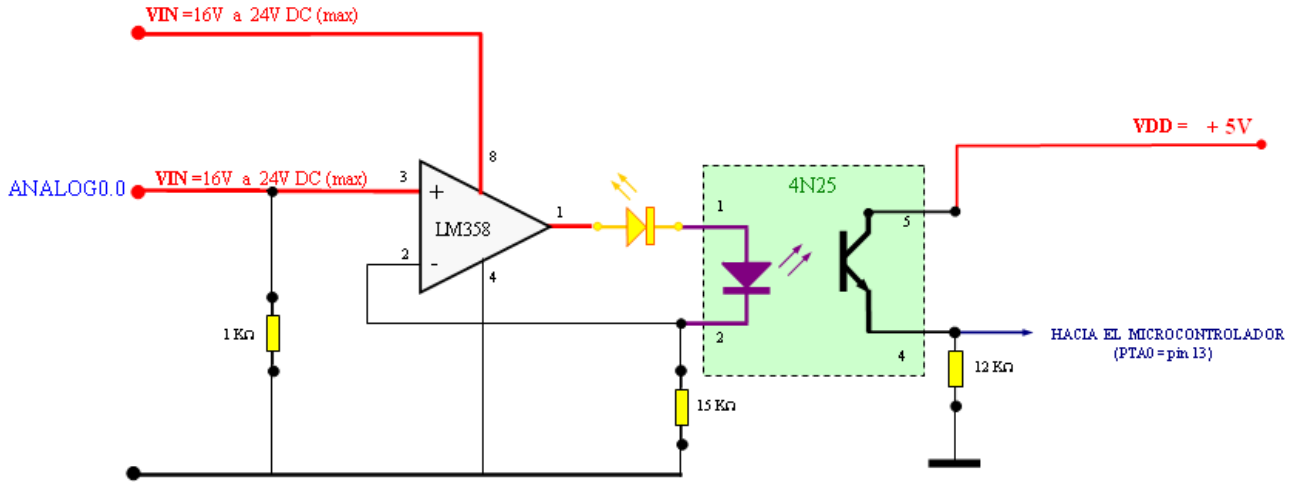 VIN =16V a 24V DC (max)
VDD = + 5V
8
4N25
ANALOG0.0
VIN =16V a 24V DC (max)
3
+
LM358
1
1
5
2
-
4
2
4
1 KΩ
15 KΩ
12 KΩ
HACIA EL MICROCONTROLADOR
(PTA0 = pin 13)